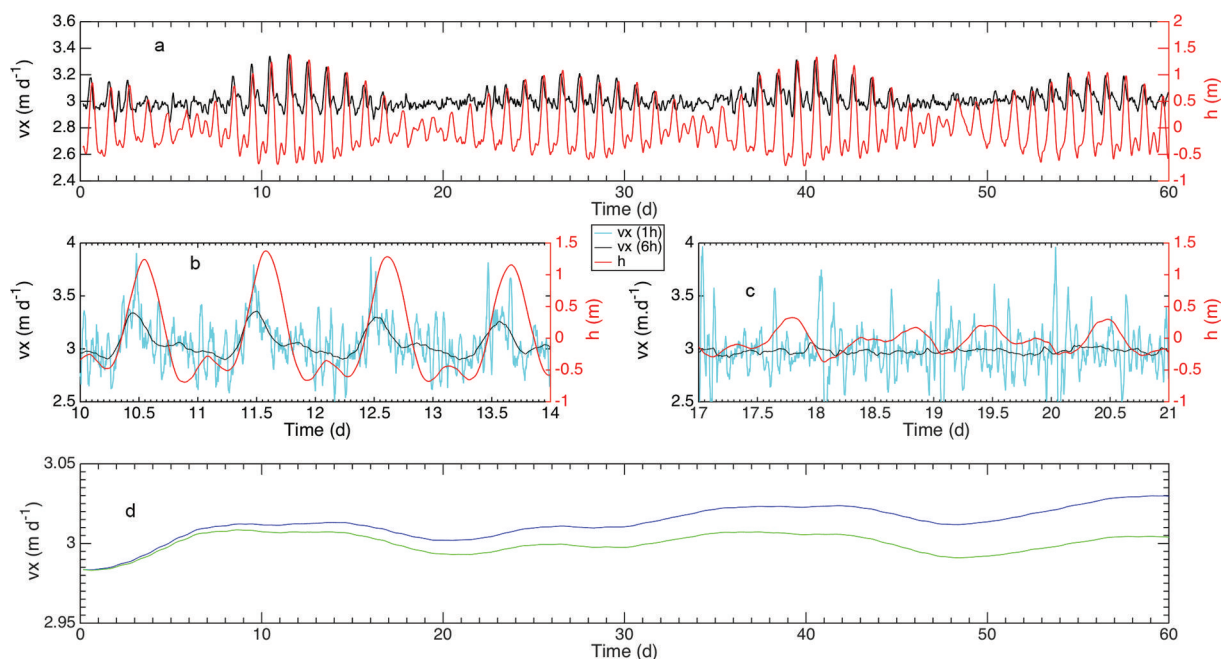 a
vx (m d-1)
3.6
3.4
3.2
3
2.8
2.6
2.4
h (m)
2
1.5
1
0.5
0
-0.5
-1
0 10 20 30 40 50 60
Time (d)
vx (1h)
vx (6h)
h
b
vx (m d-1)
4
3.5
3
2.5
h (m)
1.5
1
0.5
0
-0.5
-1
10 10.5 11 11.5 12 12.5 13 13.5 14
Time (d)
c
vx (m.d-1)
4
3.5
3
2.5
h (m)
1.5
1
0.5
0
-0.5
-1
17 17.5 18 18.5 19 19.5 20 20.5 21
Time (d)
d
vx (m d-1)
3.05
3
2.95
0 10 20 30 40 50 60
Time (d)